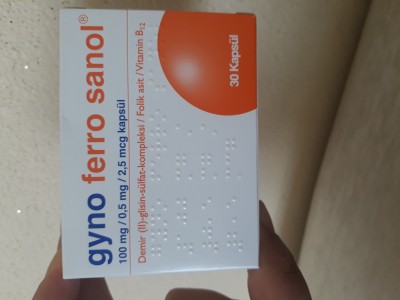 gyno ferro sanol®
100 mg / 0,5 mg / 2,5 mcg kapsül
Demir (II)-glisin-sülfat-kompleksi / Folik asit / Vitamin B12
30 Kapsül